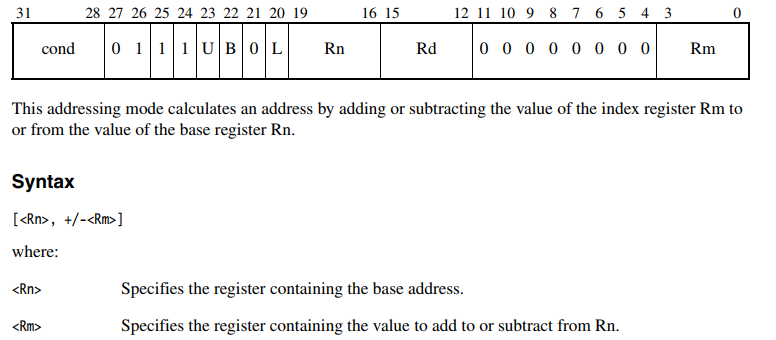 31 28 27 26 25 24 23 22 21 20 19 16 15 12 11 10 9 8 7 6 5 4 3 0
cond 0 1 1 1 U B 0 L Rn Rd 0 0 0 0 0 0 0 0 Rm
This addressing mode calculates an address by adding or subtracting the value of the index register Rm to
or from the value of the base register Rn.
Syntax
[<Rn>, +/-<Rm>]
where:
<Rn> Specifies the register containing the base address.
<Rm> Specifies the register containing the value to add to or subtract from Rn.